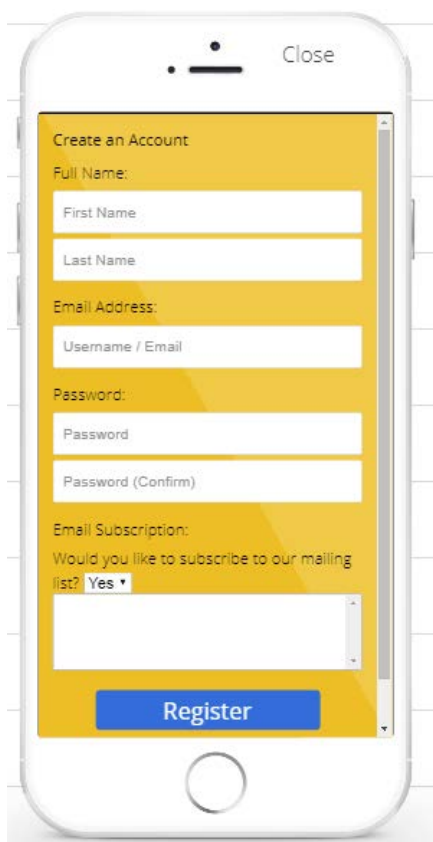 Close
Create an Account
Full Name:
First Name
Last Name
Email Address:
Username / Email
Password:
Password
Password (Confirm)
Email Subscription:
Would you like to subscribe to our mailing
list? Yes
Register